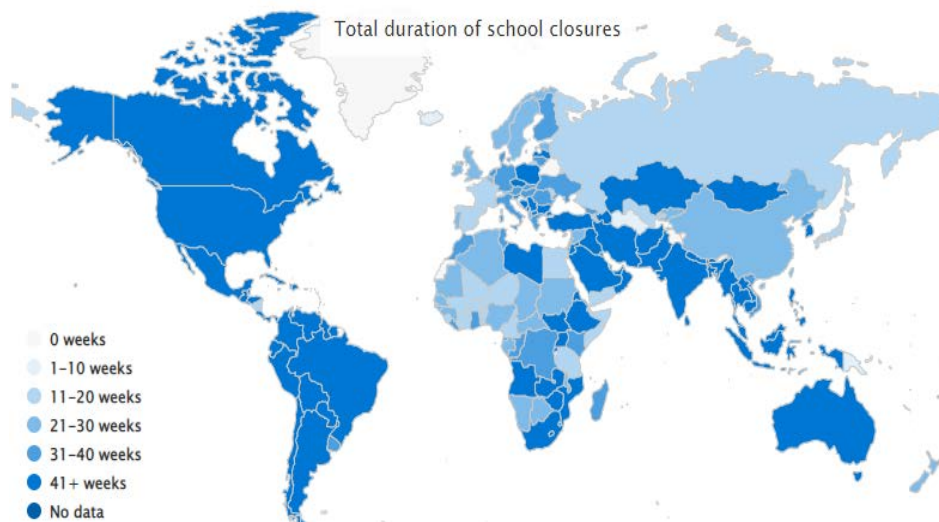 Total duration of school closures
0 weeks
1–10 weeks
11–20 weeks
21–30 weeks
31–40 weeks
41+ weeks
No data